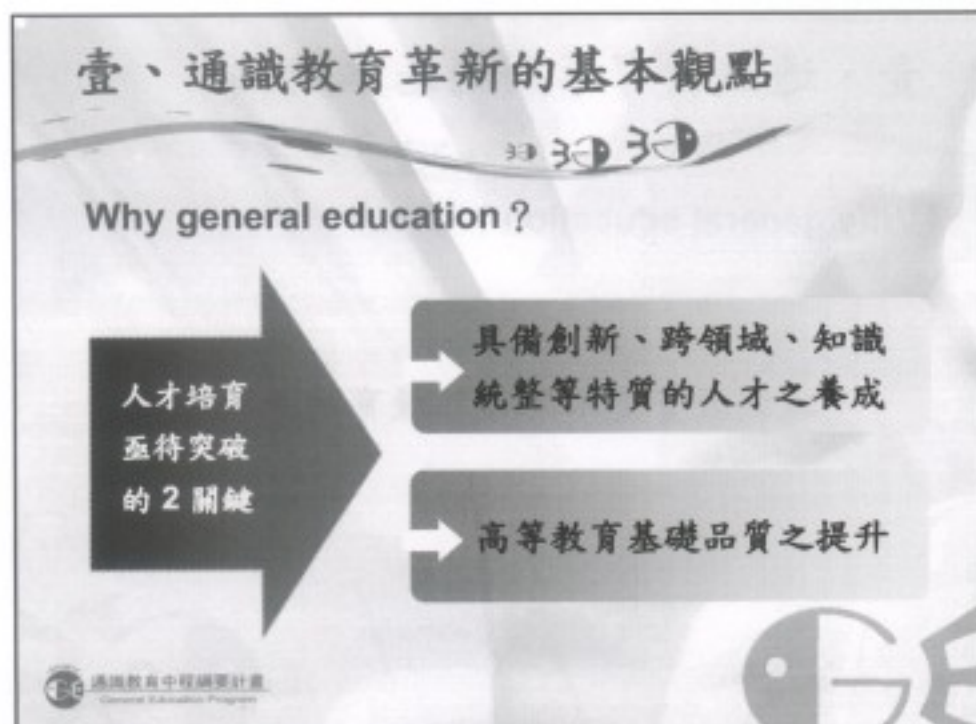 壹、通識教育革新的基本觀點
Why general education？
人才培育
亟待突破
的 2 關鍵
具備創新、跨領域、知識
統整等特質的人才之養成
高等教育基礎品質之提升
通識教育中程綱要計畫
General Education Program